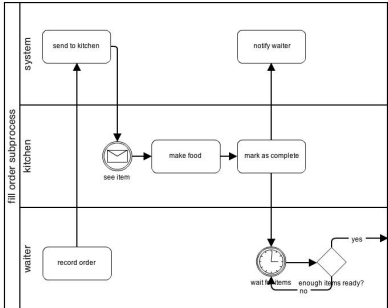 fill order subprocess
system
send to kitchen
notify waiter
kitchen
see item
make food
mark as complete
waiter
record order
wait for items
enough items ready?
yes
no